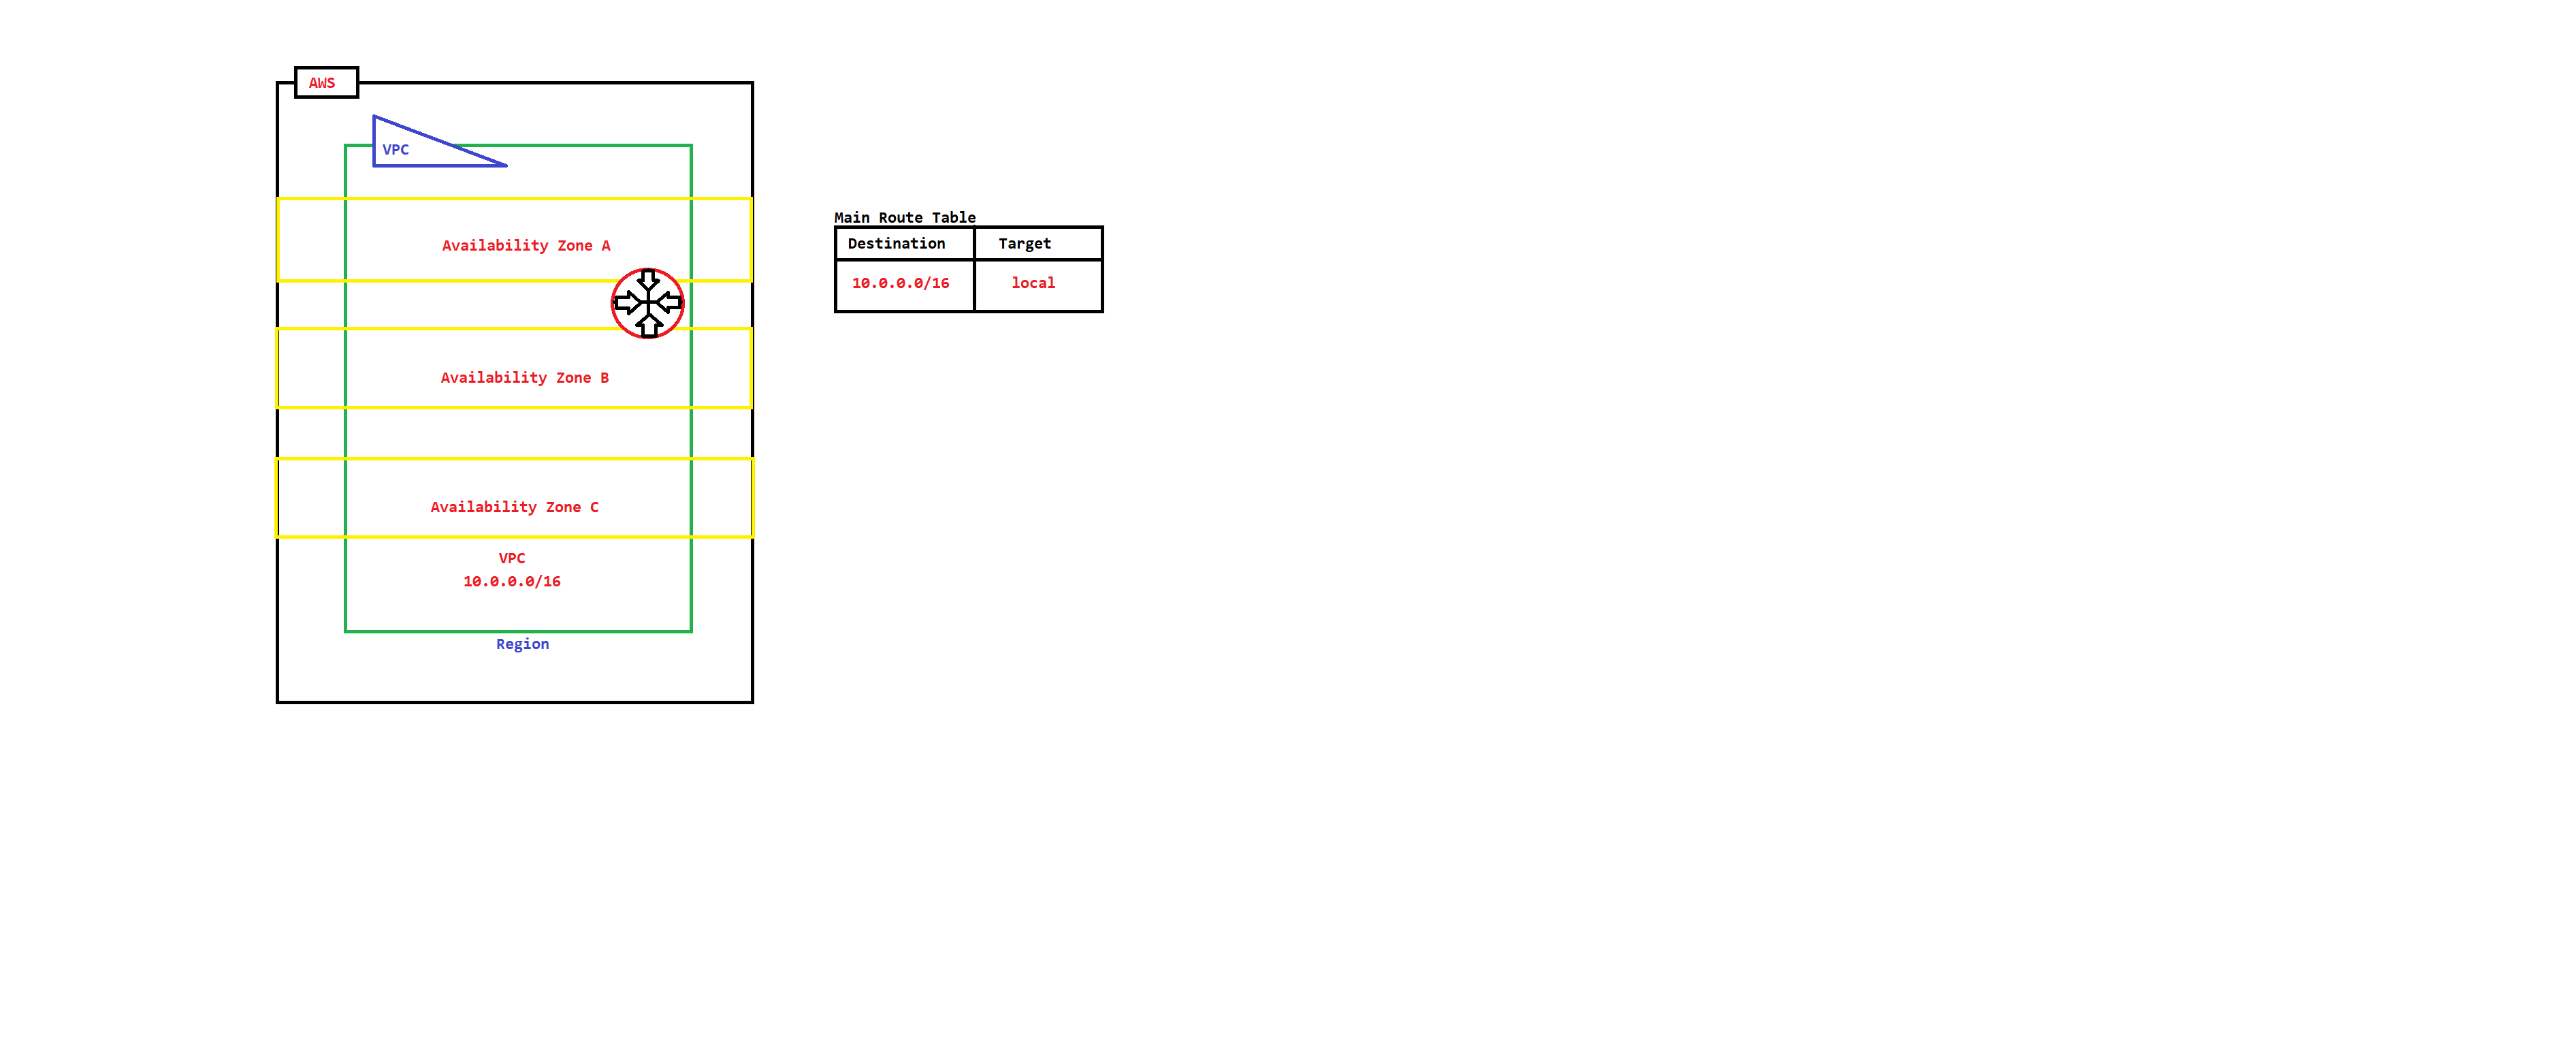 AWS
VPC
Availability Zone A
Availability Zone B
Availability Zone C
VPC
10.0.0.0/16
Region
Main Route Table
Destination Target
10.0.0.0/16 local